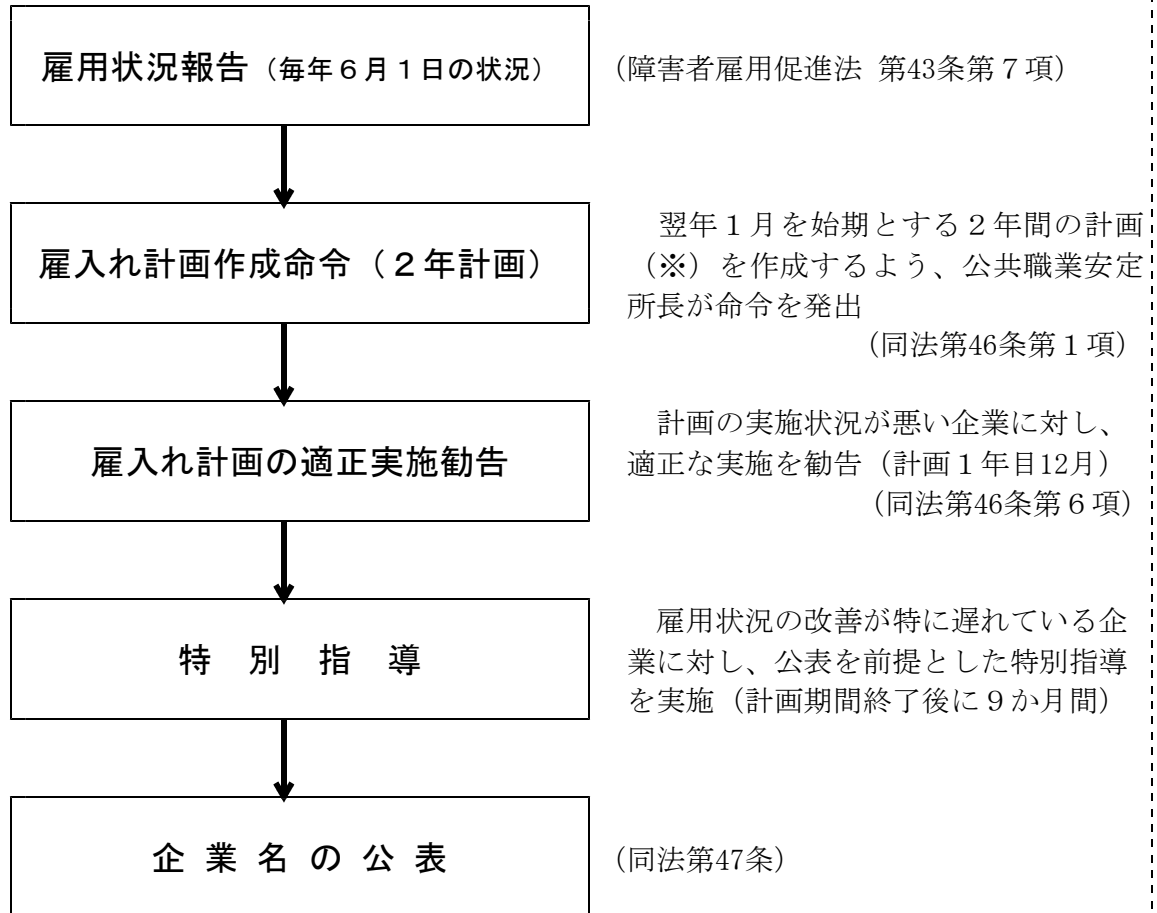 雇用状況報告（毎年６月１日の状況）
（障害者雇用促進法 第43条第７項）
雇入れ計画作成命令（２年計画）
翌年１月を始期とする２年間の計画
（※）を作成するよう、公共職業安定
所長が命令を発出
（同法第46条第１項）
雇入れ計画の適正実施勧告
計画の実施状況が悪い企業に対し、
適正な実施を勧告（計画１年目12月）
（同法第46条第６項）
特別指導
雇用状況の改善が特に遅れている企
業に対し、公表を前提とした特別指導
を実施（計画期間終了後に９か月間）
企業名の公表
（同法第47条）